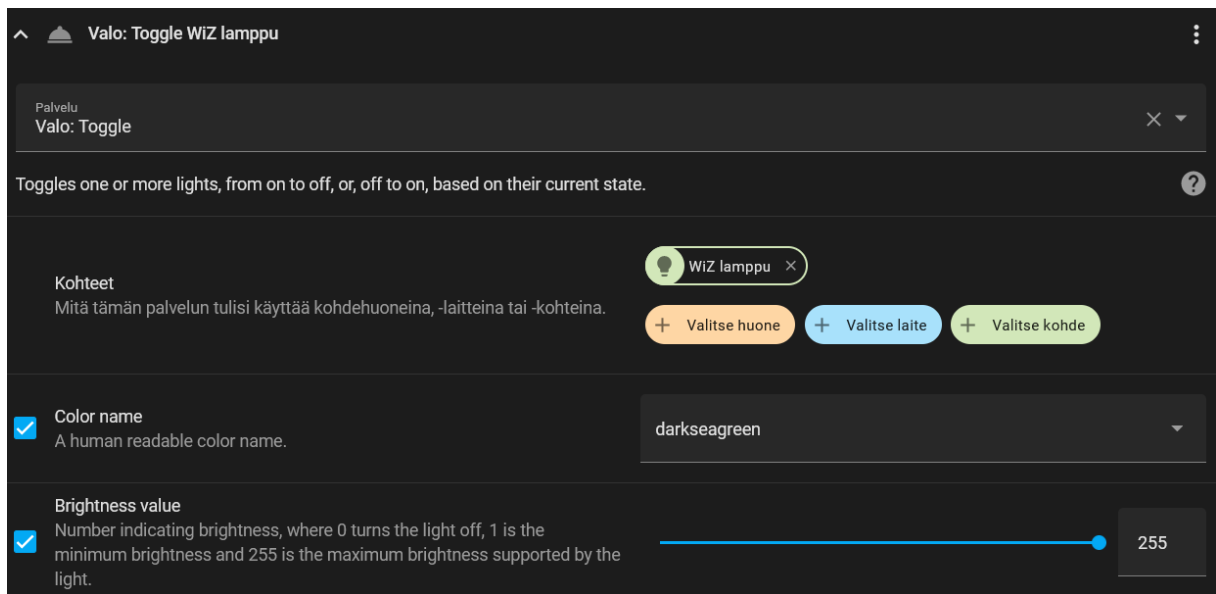 Valo: Toggle WiZ lamppu
Palvelu
Valo: Toggle
Toggles one or more lights, from on to off, or, off to on, based on their current state.
Kohteet
Mitä tämän palvelun tulisi käyttää kohdehuoneina, -laitteina tai -kohteina.
WiZ lamppu
Valitse huone
Valitse laite
Valitse kohde
Color name
A human readable color name.
darkseagreen
Brightness value
Number indicating brightness, where 0 turns the light off, 1 is the
minimum brightness and 255 is the maximum brightness supported by the
light.
255